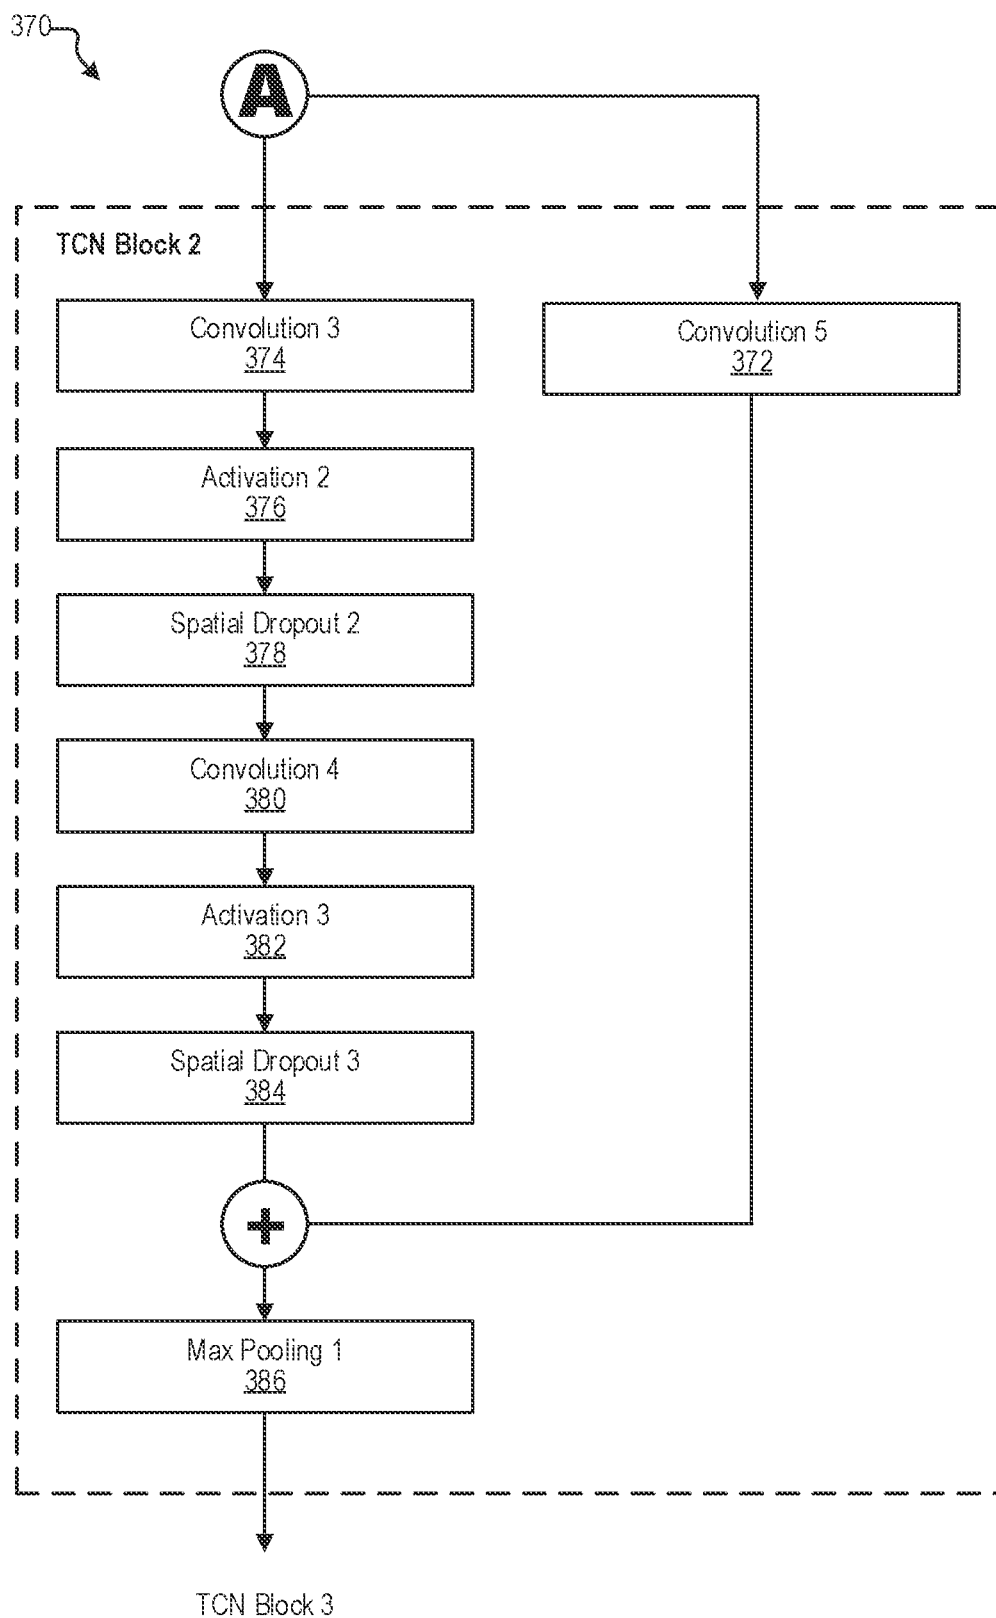 370
A
TCN Block 2
Convolution 3
374
Convolution 5
372
Activation 2
376
Spatial Dropout 2
378
Convolution 4
380
Activation 3
382
Spatial Dropout 3
384
+
Max Pooling 1
386
TCN Block 3